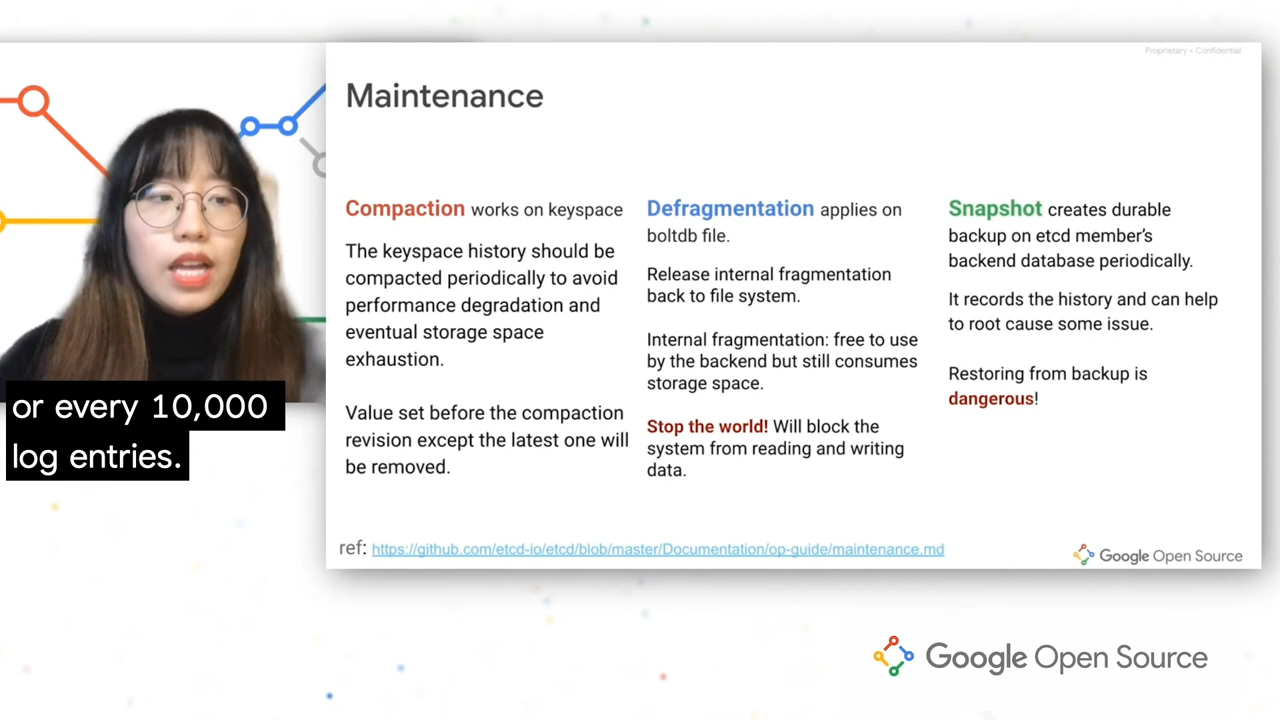 Proprietary + Confidential
Maintenance
Compaction works on keyspace
The keyspace history should be
compacted periodically to avoid
performance degradation and
eventual storage space
exhaustion.
Value set before the compaction
revision except the latest one will
be removed.
Defragmentation applies on
boltdb file.
Release internal fragmentation
back to file system.
Internal fragmentation: free to use
by the backend but still consumes
storage space.
Stop the world! Will block the
system from reading and writing
data.
Snapshot creates durable
backup on etcd member's
backend database periodically.
It records the history and can help
to root cause some issue.
Restoring from backup is
dangerous!
ref: https://github.com/etcd-io/etcd/blob/master/Documentation/op-guide/maintenance.md
Google Open Source
or every 10,000
log entries.
Google Open Source